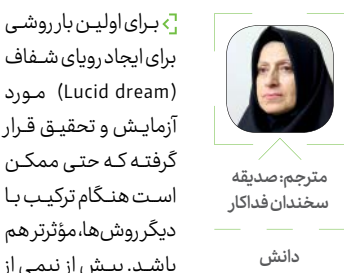 برای اولین بار روشی
برای ایجاد رویای شفاف
(Lucid dream) مورد
آزمایش و تحقیق قرار
گرفته که حتی ممکن
است هنگام ترکیب با
دیگر روش‌ها، مؤثرتر هم
باشد. بیش از نیمی از
مترجم: صدیقه
سخندان فداکار
دانش